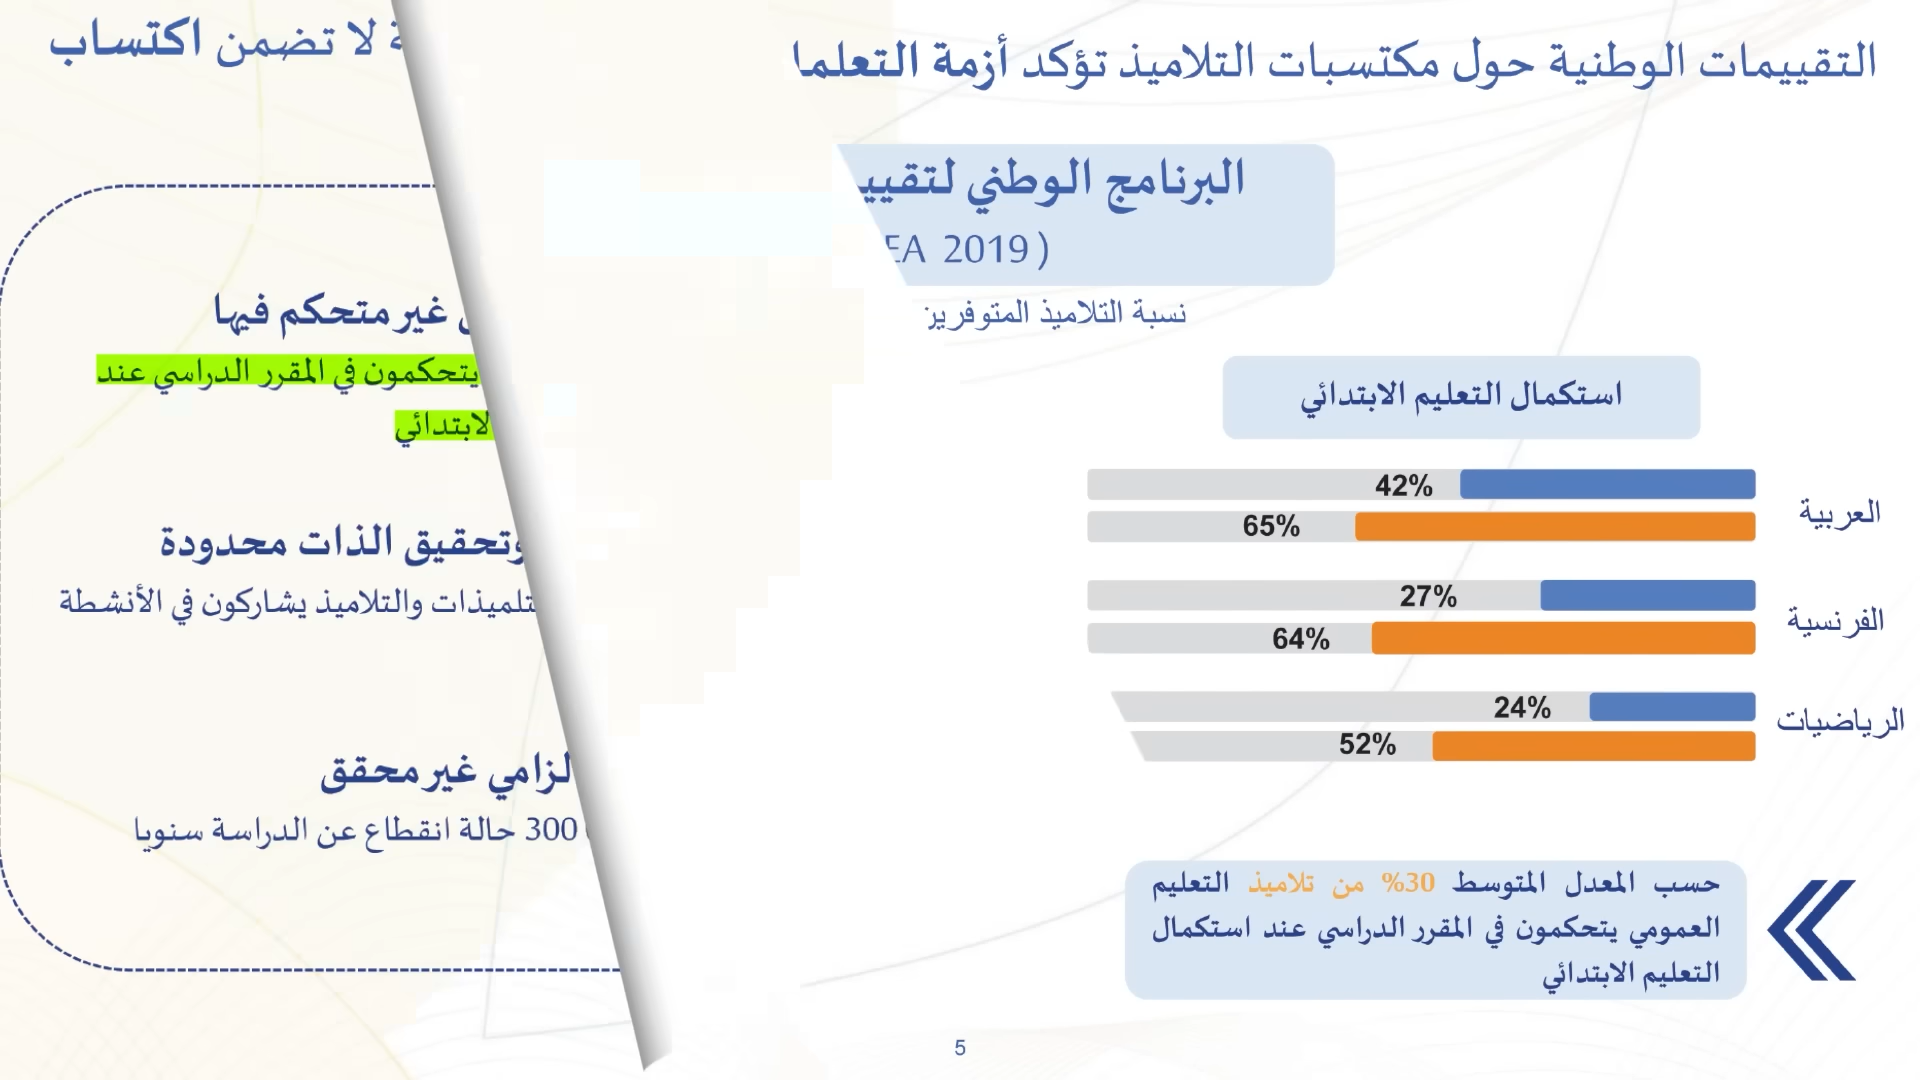 التقييمات الوطنية حول مكتسبات التلاميذ تؤكد أزمة التعلما
البرنامج الوطني لتقيي
EA 2019 )
نسبة التلاميذ المتوفرين
استكمال التعليم الابتدائي
العربية
42%
65%
الفرنسية
27%
64%
الرياضيات
24%
52%
حسب المعدل المتوسط 30% من تلاميذ التعليم
العمومي يتحكمون في المقرر الدراسي عند استكمال
التعليم الابتدائي
5
لا تضمن اكتساب
غير متحكم فيها
يتحكمون في المقرر الدراسي عند
لابتدائي
وتحقيق الذات محدودة
تلميذات والتلاميذ يشاركون في الأنشطة
لزامي غير محقق
300 حالة انقطاع عن الدراسة سنويا